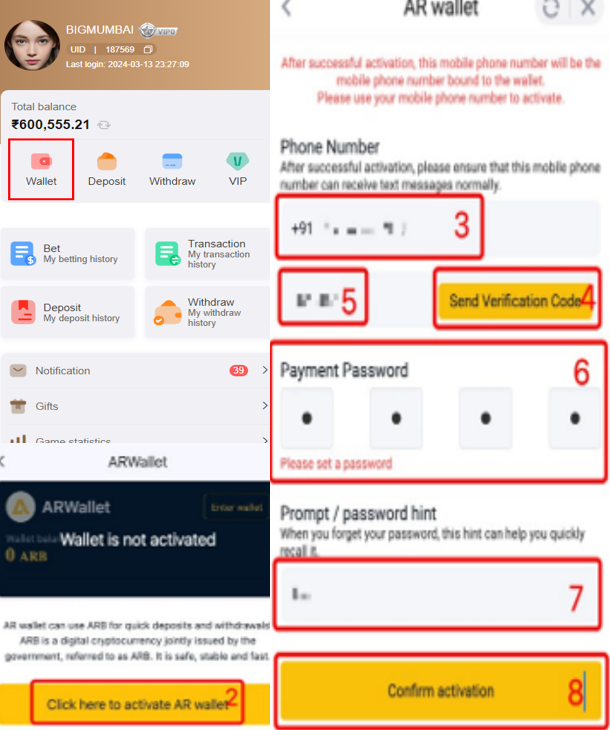 BIGMUMBAI VIP8
UID | 187569
Last login: 2024-03-13 23:27:09
Total balance
₹600,555.21
Wallet
Deposit
Withdraw
VIP
Bet
My betting history
Transaction
My transaction
history
Deposit
My deposit history
Withdraw
My withdraw
history
Notification
39
Gifts
Game statistics
ARWallet
ARWallet
Enter wallet
Wallet is not activated
0 ARB
AR wallet can use ARB for quick deposits and withdrawals
ARB is a digital cryptocurrency jointly issued by the
government, referred to as ARB. It is safe, stable and fast
Click here to activate AR wallet
2
AR wallet
After successful activation, this mobile phone number will be the
mobile phone number bound to the wallet.
Please use your mobile phone number to activate.
Phone Number
After successful activation, please ensure that this mobile phone
number can receive text messages normally.
+91
3
5
Send Verification Code
4
Payment Password
6
Please set a password
Prompt / password hint
When you forget your password, this hint can help you quickly
recall it.
7
Confirm activation
8